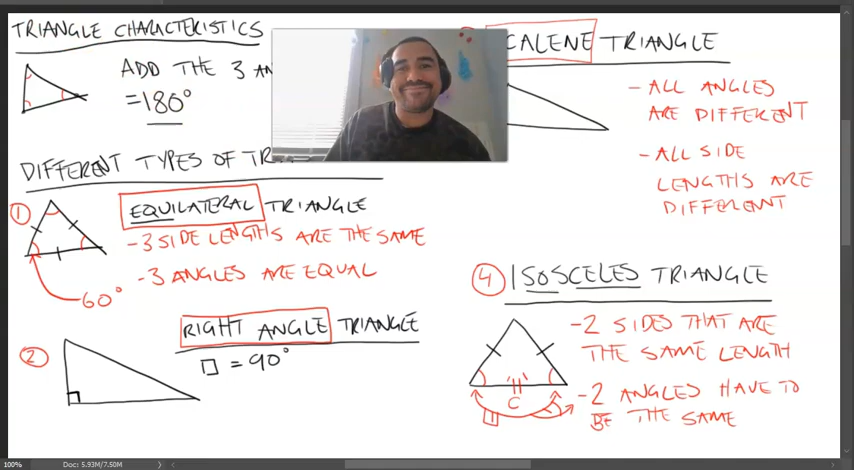 TRIANGLE CHARACTERISTICS
ADD THE 3
= 180°
DIFFERENT TYPES OF
1
EQUILATERAL TRIANGLE
- 3 SIDE LENGTHS ARE THE SAME
- 3 ANGLES ARE EQUAL
60°
2
RIGHT ANGLE TRIANGLE
□ = 90°
CALENE TRIANGLE
- ALL ANGLES
ARE DIFFERENT
- ALL SIDE
LENGTHS ARE
DIFFERENT
4 ISOSCELES TRIANGLE
- 2 SIDES THAT ARE
THE SAME LENGTH
C
- 2 ANGLES HAVE TO
BE THE SAME
100% Doc: 5.93M/7.50M